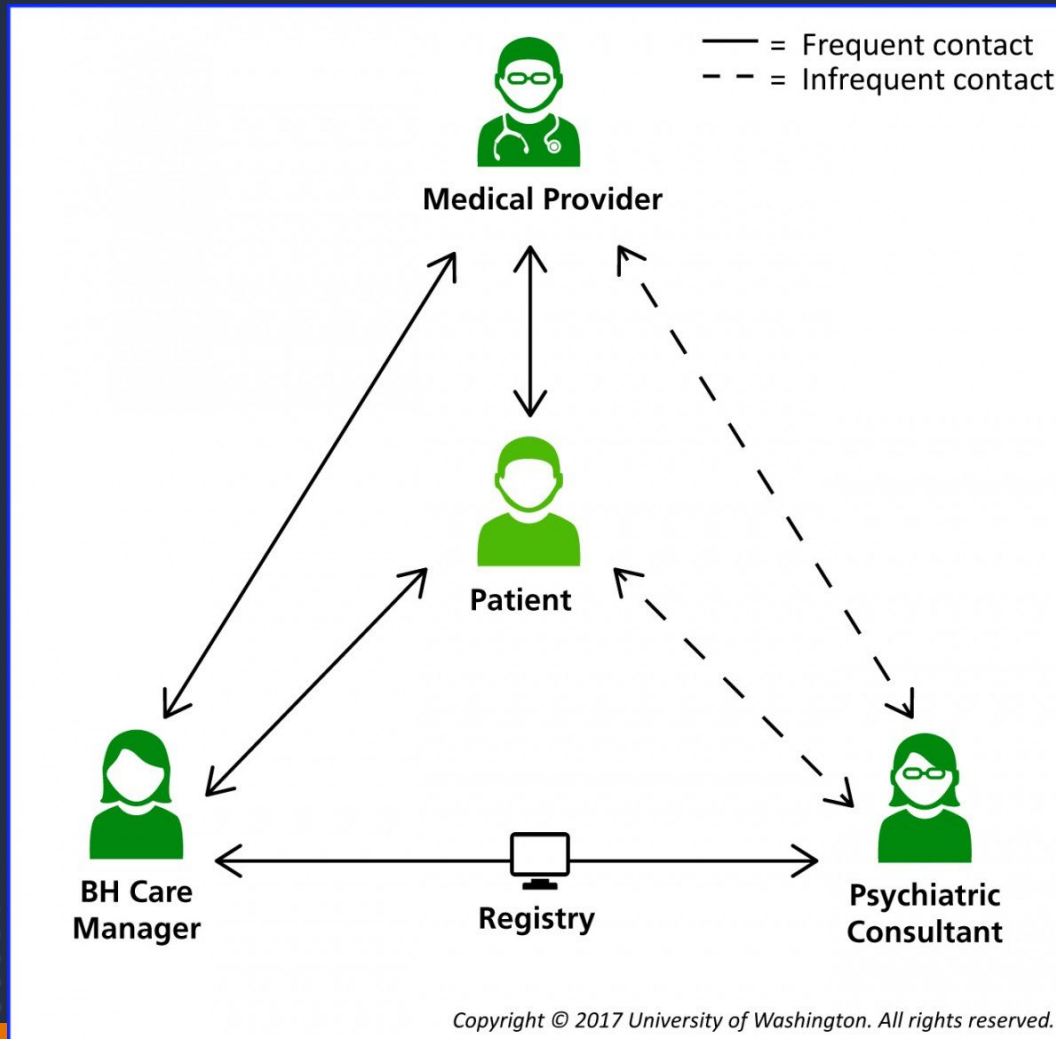 = Frequent contact
= Infrequent contact
Medical Provider
Patient
BH Care
Manager
Registry
Psychiatric
Consultant
Copyright © 2017 University of Washington. All rights reserved.